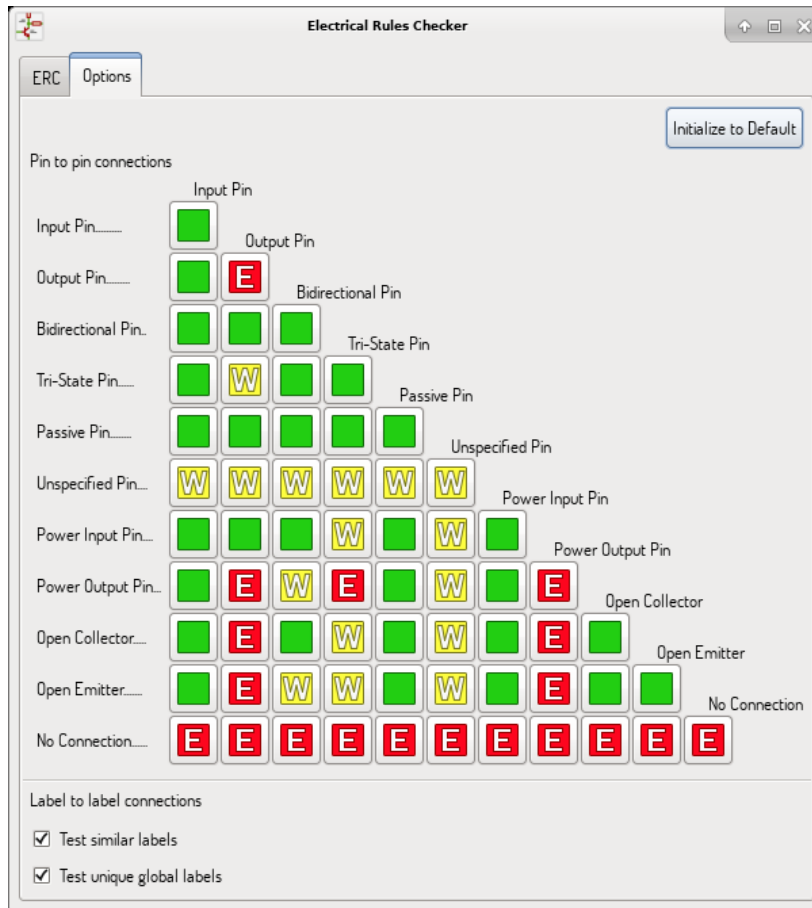 Electrical Rules Checker
ERC Options
Initialize to Default
Pin to pin connections
Input Pin
Input Pin.........
Output Pin
Output Pin........ E
Bidirectional Pin
Bidirectional Pin..
Tri-State Pin
Tri-State Pin...... W
Passive Pin
Passive Pin........
Unspecified Pin
Unspecified Pin.... W W W W W W
Power Input Pin
Power Input Pin.... W W
Power Output Pin
Power Output Pin... E W E W E
Open Collector
Open Collector..... E W W E
Open Emitter
Open Emitter....... E W W W E
No Connection
No Connection...... E E E E E E E E E E E
Label to label connections
Test similar labels
Test unique global labels